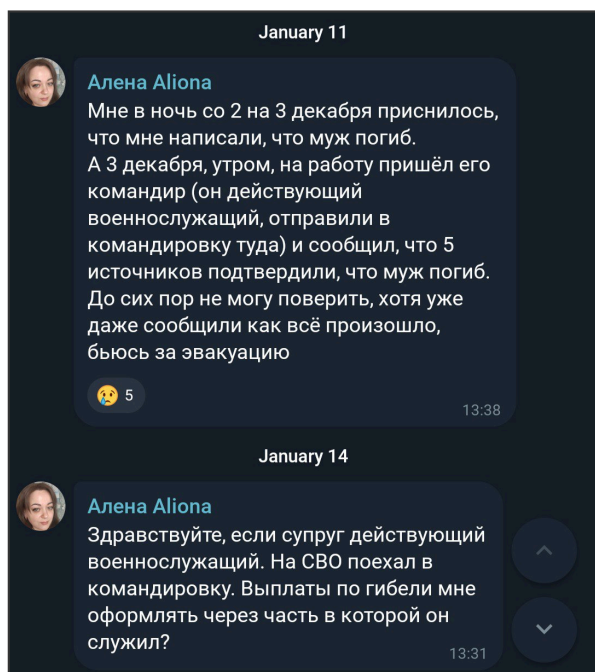 January 11
Алена Aliona
Мне в ночь со 2 на 3 декабря приснилось,
что мне написали, что муж погиб.
А 3 декабря, утром, на работу пришёл его
командир (он действующий
военнослужащий, отправили в
командировку туда) и сообщил, что 5
источников подтвердили, что муж погиб.
До сих пор не могу поверить, хотя уже
даже сообщили как всё произошло,
бьюсь за эвакуацию
😢 5
13:38
January 14
Алена Aliona
Здравствуйте, если супруг действующий
военнослужащий. На СВО поехал в
командировку. Выплаты по гибели мне
оформлять через часть в которой он
служил?
13:31